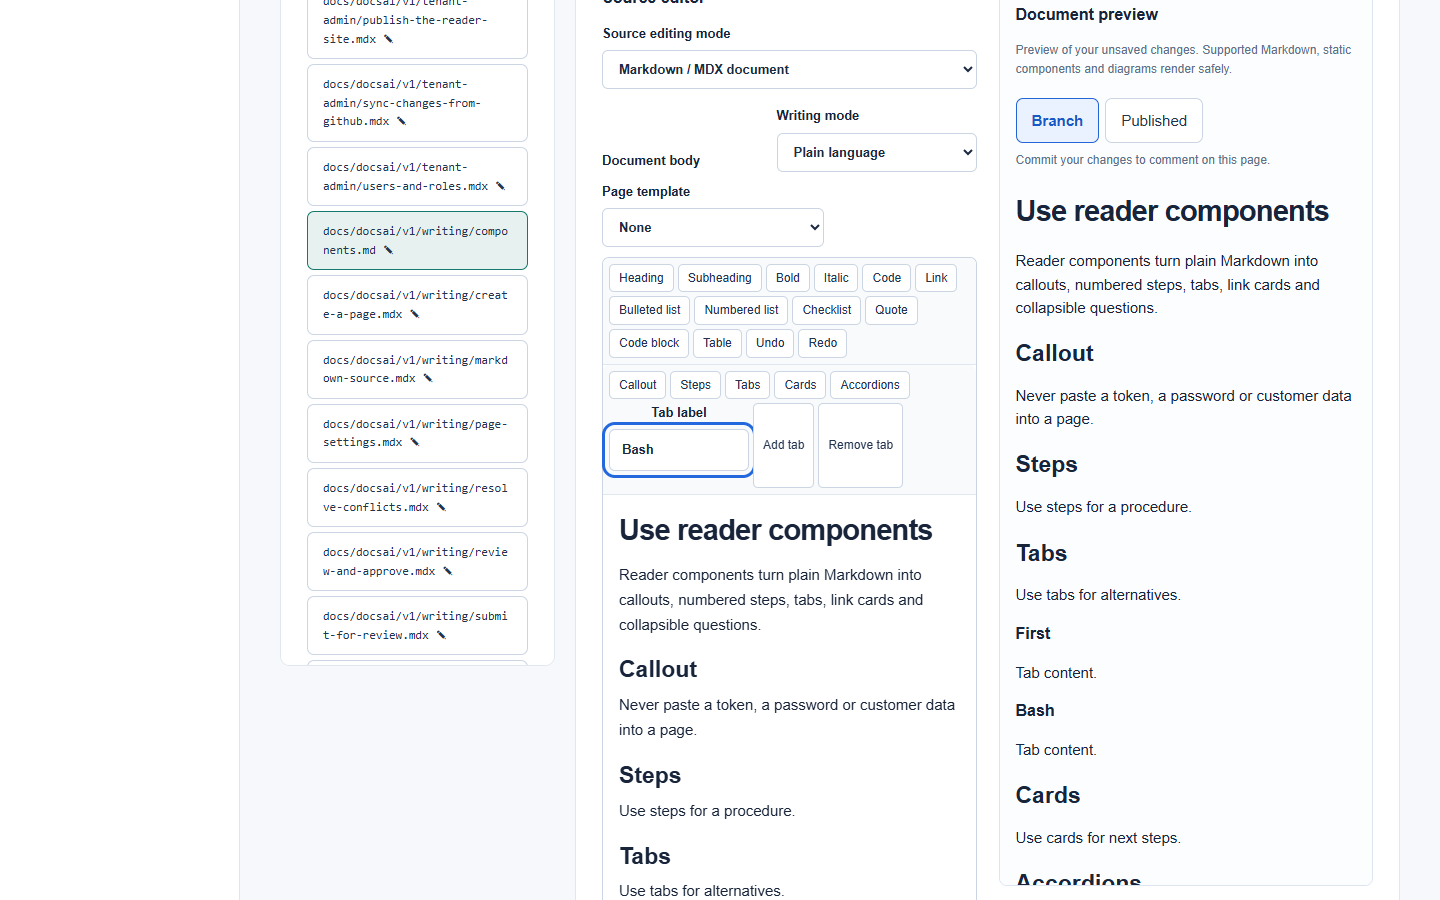 docs/docsai/v1/tenant-
admin/publish-the-reader-
site.mdx
docs/docsai/v1/tenant-
admin/sync-changes-from-
github.mdx
docs/docsai/v1/tenant-
admin/users-and-roles.mdx
docs/docsai/v1/writing/compo
nents.md
docs/docsai/v1/writing/creat
e-a-page.mdx
docs/docsai/v1/writing/markd
own-source.mdx
docs/docsai/v1/writing/page-
settings.mdx
docs/docsai/v1/writing/resol
ve-conflicts.mdx
docs/docsai/v1/writing/revie
w-and-approve.mdx
docs/docsai/v1/writing/submi
t-for-review.mdx
Source editor
Source editing mode
Markdown / MDX document
Writing mode
Document body
Plain language
Page template
None
Heading Subheading Bold Italic Code Link
Bulleted list Numbered list Checklist Quote
Code block Table Undo Redo
Callout Steps Tabs Cards Accordions
Tab label
Bash
Add tab
Remove tab
Use reader components
Reader components turn plain Markdown into
callouts, numbered steps, tabs, link cards and
collapsible questions.
Callout
Never paste a token, a password or customer data
into a page.
Steps
Use steps for a procedure.
Tabs
Use tabs for alternatives.
Document preview
Preview of your unsaved changes. Supported Markdown, static
components and diagrams render safely.
Branch Published
Commit your changes to comment on this page.
Use reader components
Reader components turn plain Markdown into
callouts, numbered steps, tabs, link cards and
collapsible questions.
Callout
Never paste a token, a password or customer data
into a page.
Steps
Use steps for a procedure.
Tabs
Use tabs for alternatives.
First
Tab content.
Bash
Tab content.
Cards
Use cards for next steps.
Accordions